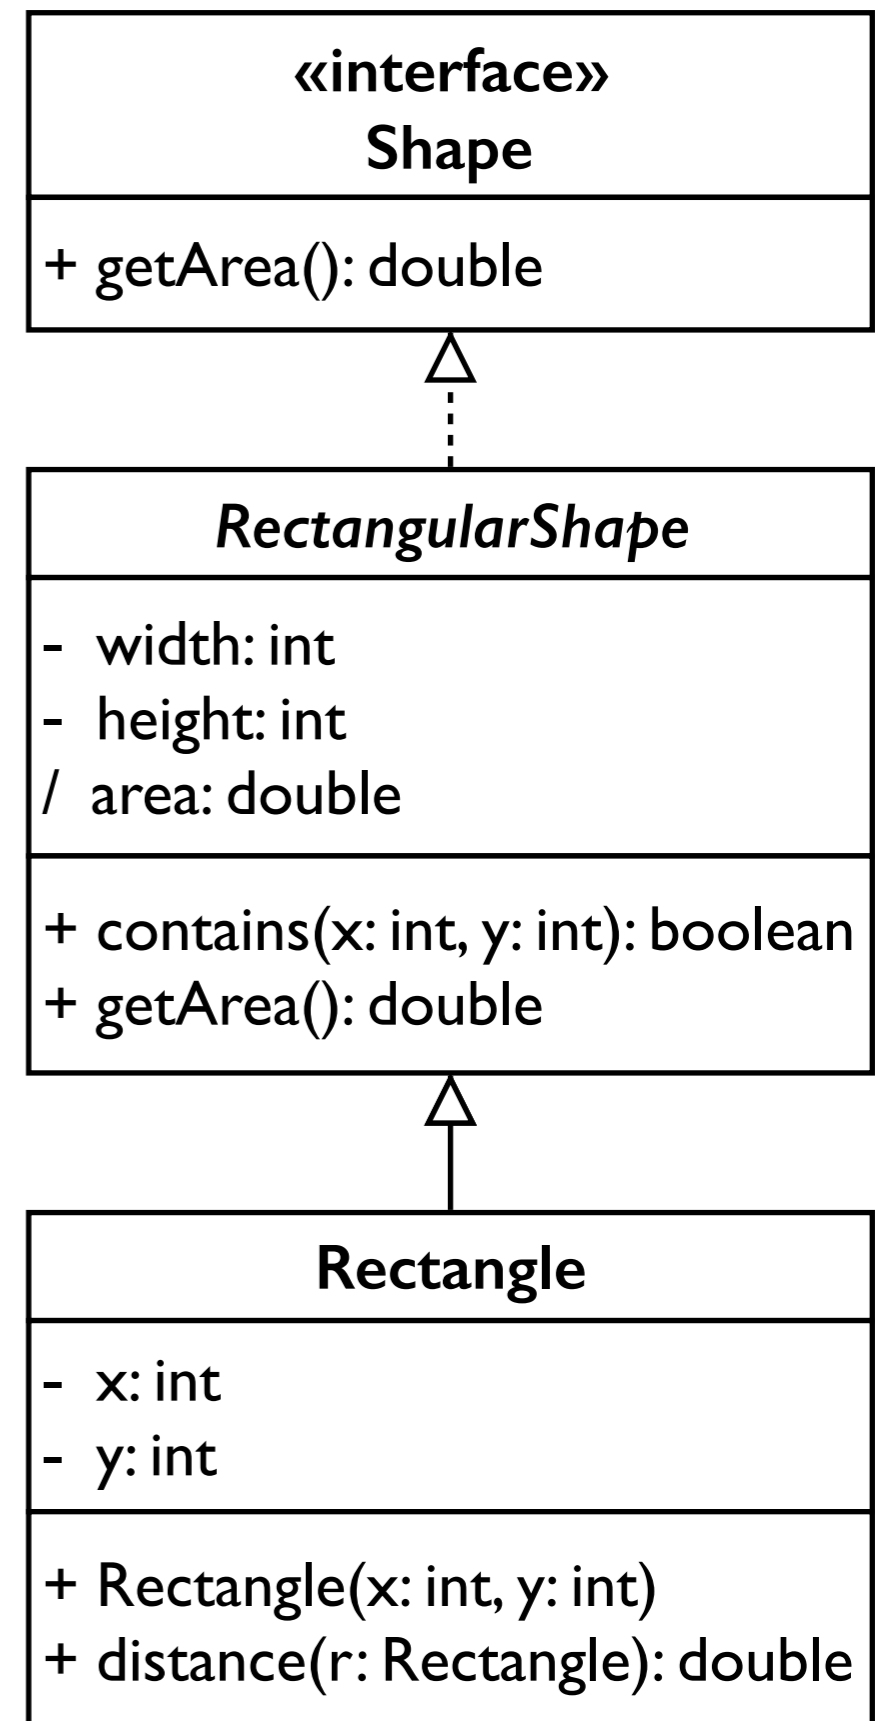 «interface»
Shape
+ getArea(): double
RectangularShape
- width: int
- height: int
/ area: double
+ contains(x: int, y: int): boolean
+ getArea(): double
Rectangle
- x: int
- y: int
+ Rectangle(x: int, y: int)
+ distance(r: Rectangle): double